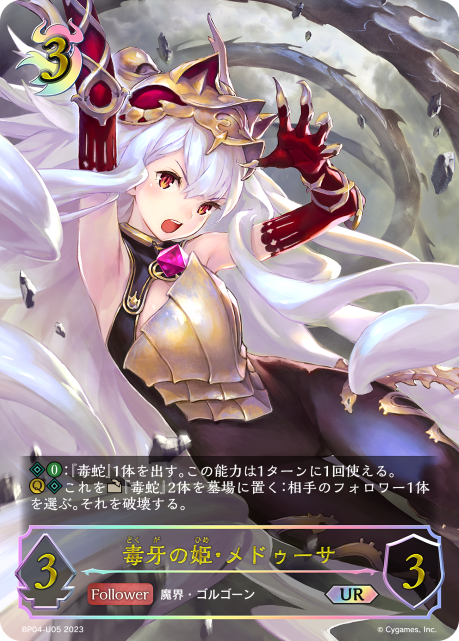 3
0：『毒蛇』1体を出す。この能力は1ターンに1回使える。
Qこれを『毒蛇』2体を墓場に置く：相手のフォロワー1体
を選ぶ。それを破壊する。
どく が ひめ
毒牙の姫・メドゥーサ
3
Follower 魔界・ゴルゴーン UR
3
BP04-U05 2023 © Cygames, Inc.